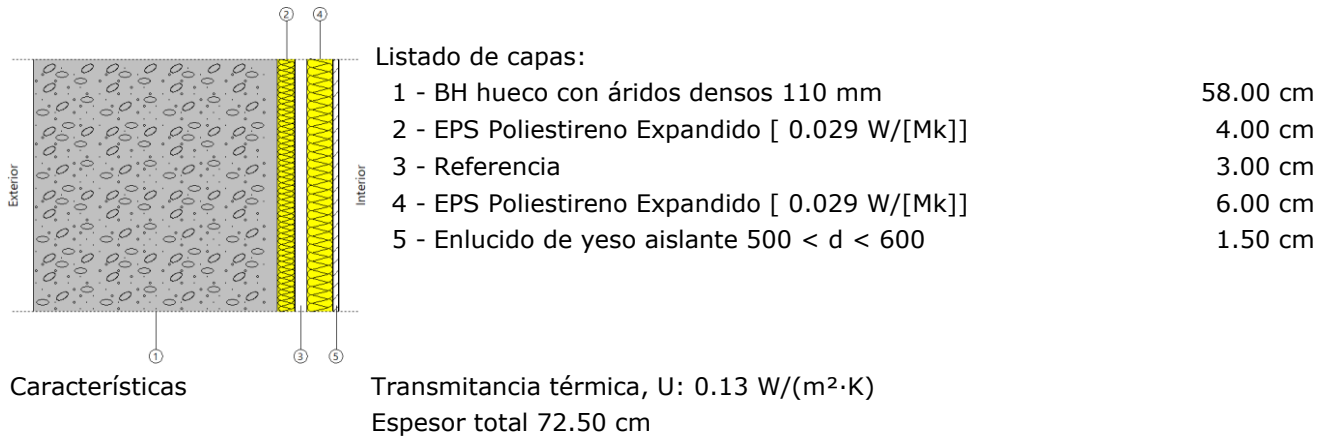 ② ④
Listado de capas:
1 - BH hueco con áridos densos 110 mm 58.00 cm
2 - EPS Poliestireno Expandido [ 0.029 W/[Mk]] 4.00 cm
3 - Referencia 3.00 cm
4 - EPS Poliestireno Expandido [ 0.029 W/[Mk]] 6.00 cm
5 - Enlucido de yeso aislante 500 < d < 600 1.50 cm
Exterior
Interior
① ③ ⑤
Características Transmitancia térmica, U: 0.13 W/(m²·K)
Espesor total 72.50 cm